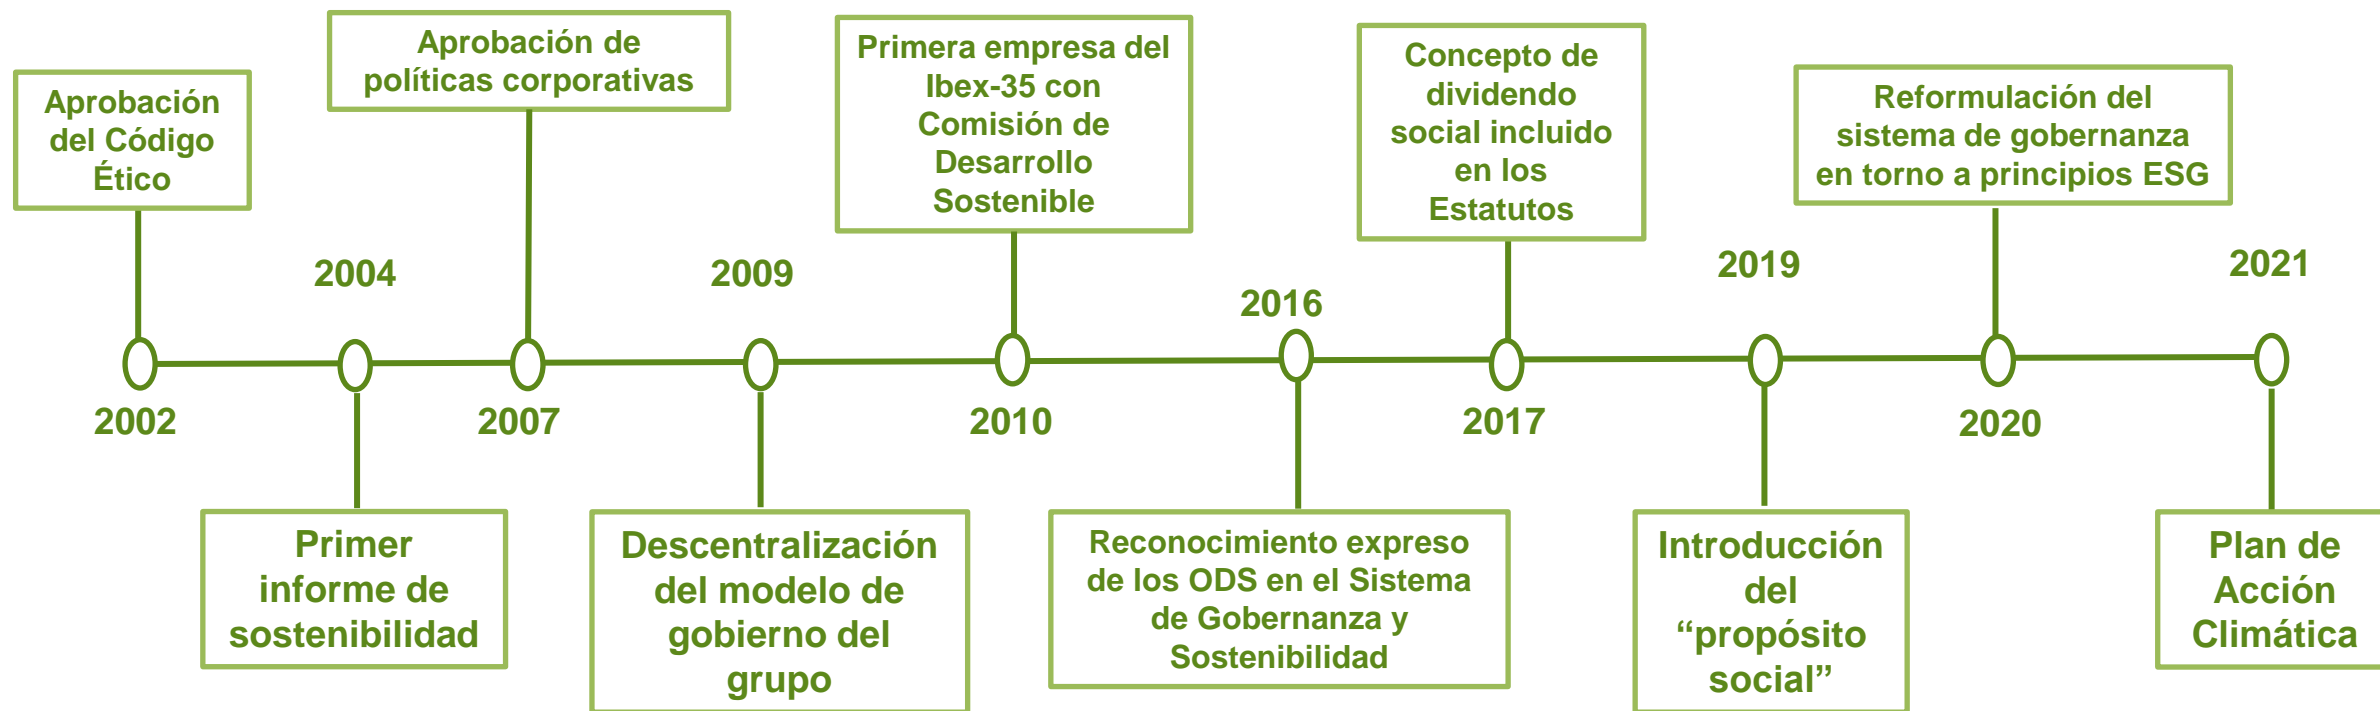 Aprobación
del Código
Ético
2002
2004
Primer
informe de
sostenibilidad
Aprobación de
políticas corporativas
2007
2009
Descentralización
del modelo de
gobierno del
grupo
Primera empresa del
Ibex-35 con
Comisión de
Desarrollo
Sostenible
2010
2016
Reconocimiento expreso
de los ODS en el Sistema
de Gobernanza y
Sostenibilidad
Concepto de
dividendo
social incluido
en los
Estatutos
2017
2019
Introducción
del
“propósito
social”
Reformulación del
sistema de gobernanza
en torno a principios ESG
2020
2021
Plan de
Acción
Climática